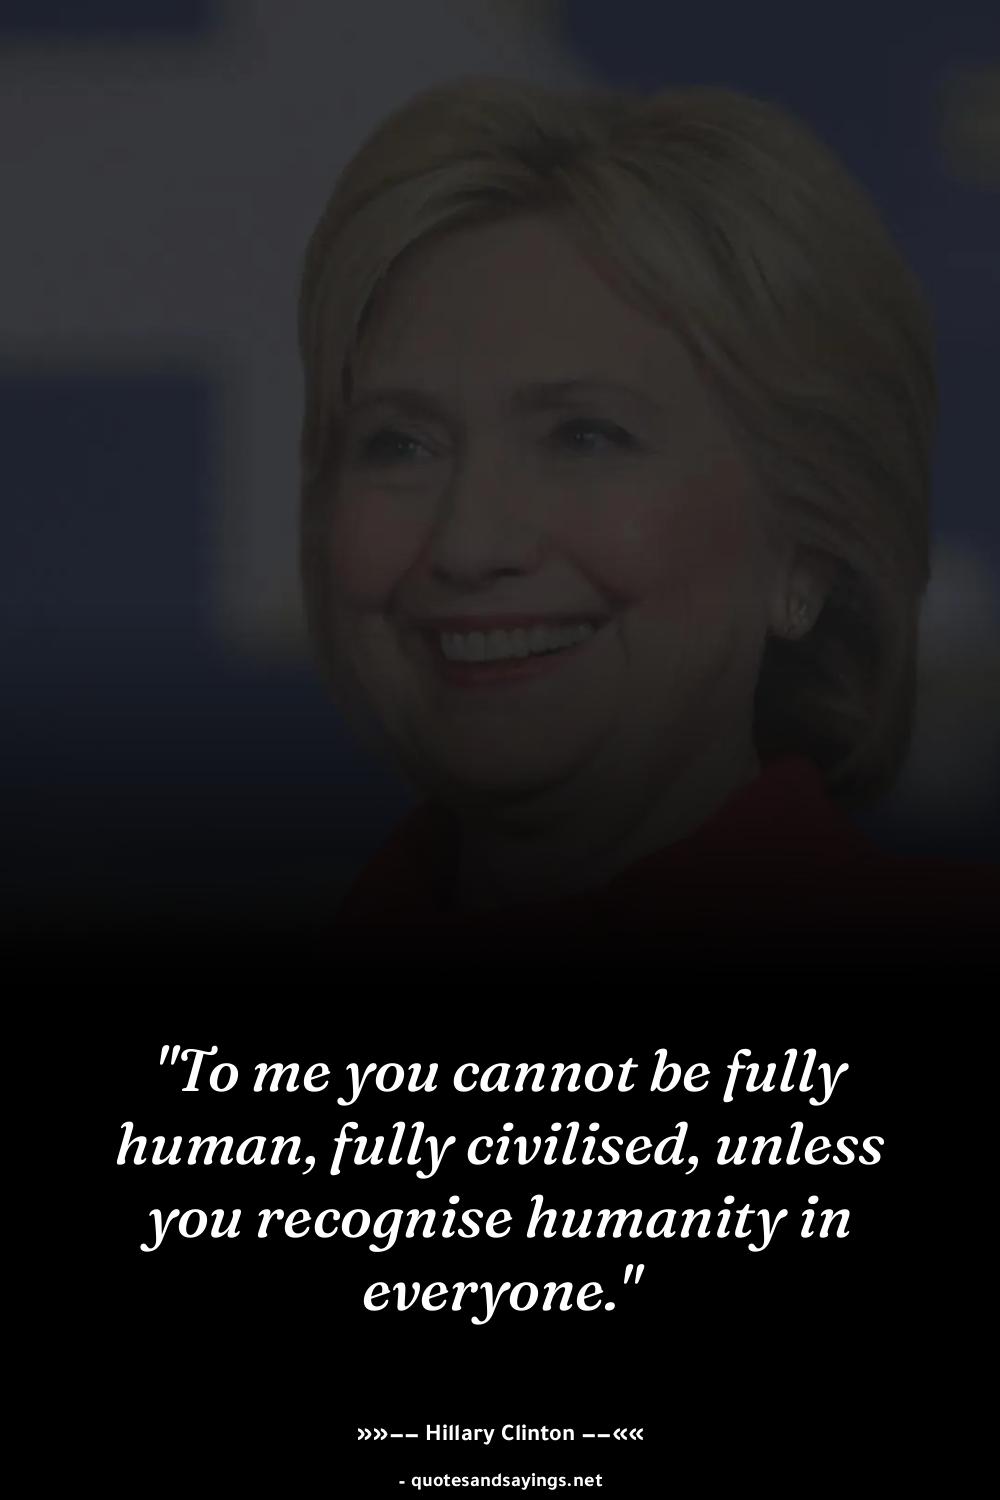 "To me you cannot be fully
human, fully civilised, unless
you recognise humanity in
everyone."
»»−− Hillary Clinton −−««
- quotesandsayings.net